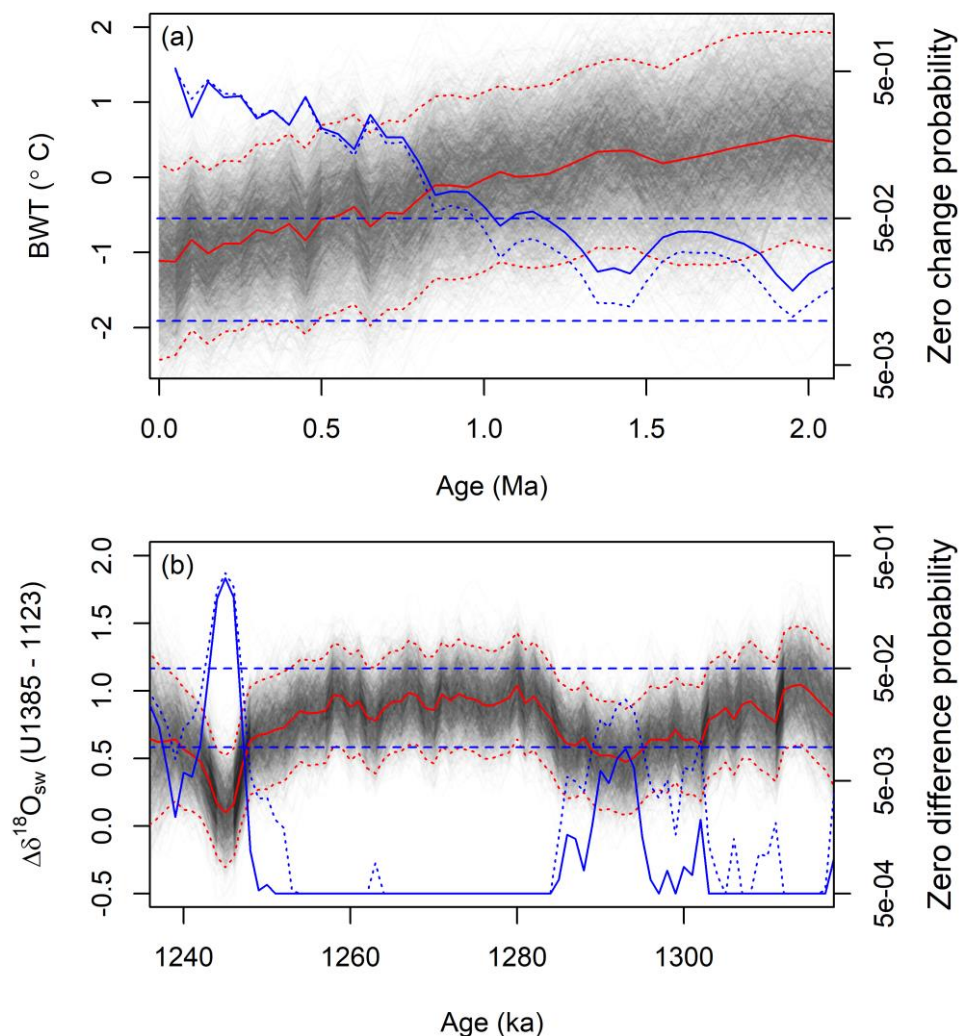 (a)
BWT (° C)
2
1
0
-1
-2
5e-01
5e-02
5e-03
Zero change probability
0.0 0.5 1.0 1.5 2.0
Age (Ma)
(b)
Δδ¹⁸Osw (U1385 - 1123)
2.0
1.5
1.0
0.5
0.0
-0.5
5e-01
5e-02
5e-03
5e-04
Zero difference probability
1240 1260 1280 1300
Age (ka)